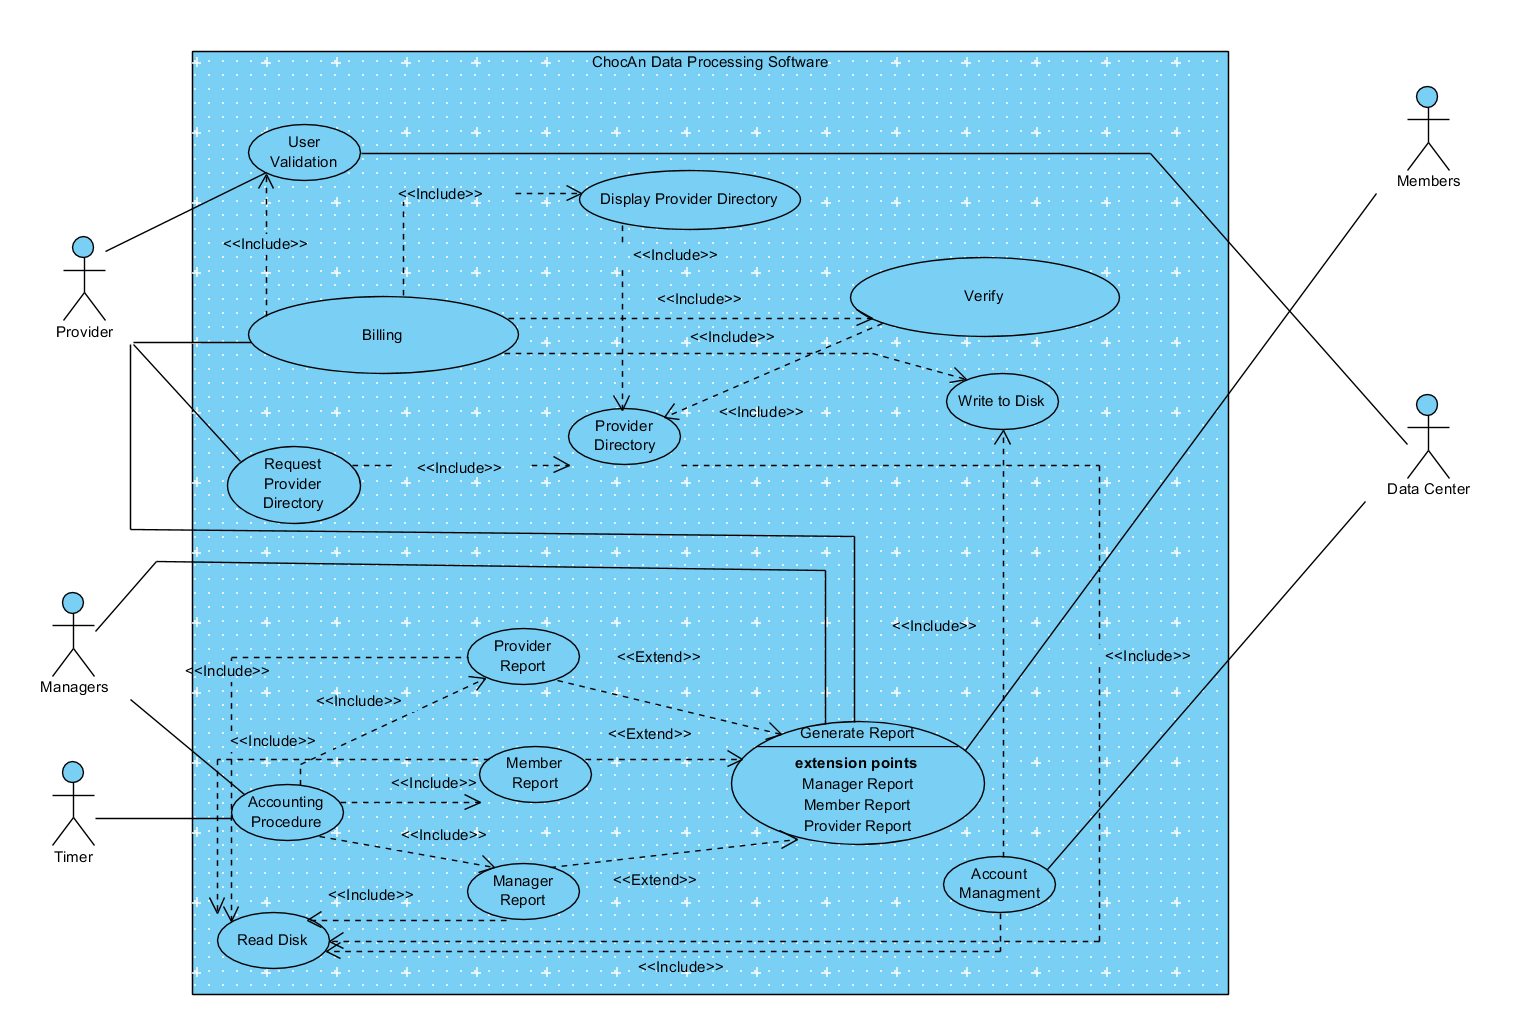 ChocAn Data Processing Software
User
Validation
Members
<<Include>>
Display Provider Directory
<<Include>>
<<Include>>
Provider
Verify
<<Include>>
Billing
<<Include>>
Write to Disk
<<Include>>
Provider
Directory
Request
Provider
Directory
<<Include>>
Data Center
Managers
Provider
Report
<<Include>>
<<Extend>>
<<Include>>
<<Include>>
<<Include>>
<<Include>>
<<Extend>>
Generate Report
extension points
Manager Report
Member Report
Provider Report
Member
Report
<<Include>>
Accounting
Procedure
<<Include>>
Timer
Manager
Report
<<Extend>>
<<Include>>
Account
Managment
Read Disk
<<Include>>